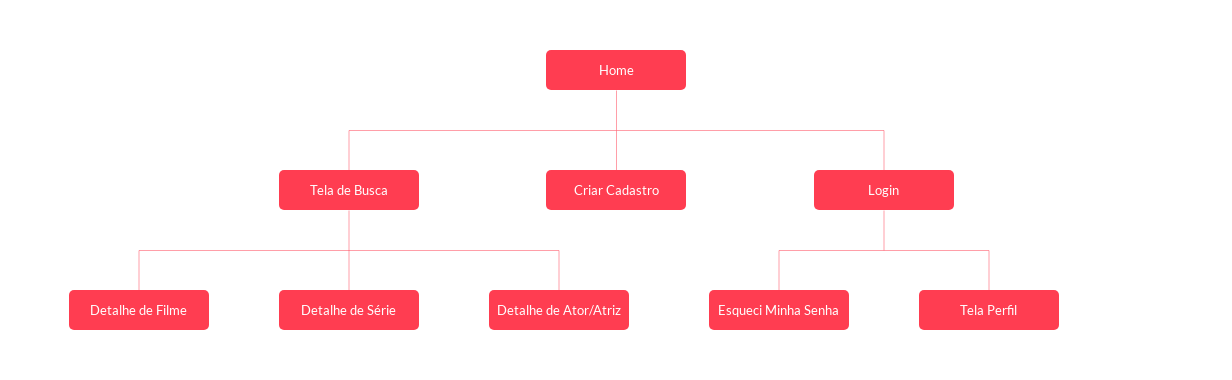 Home
Tela de Busca
Criar Cadastro
Login
Detalhe de Filme
Detalhe de Série
Detalhe de Ator/Atriz
Esqueci Minha Senha
Tela Perfil